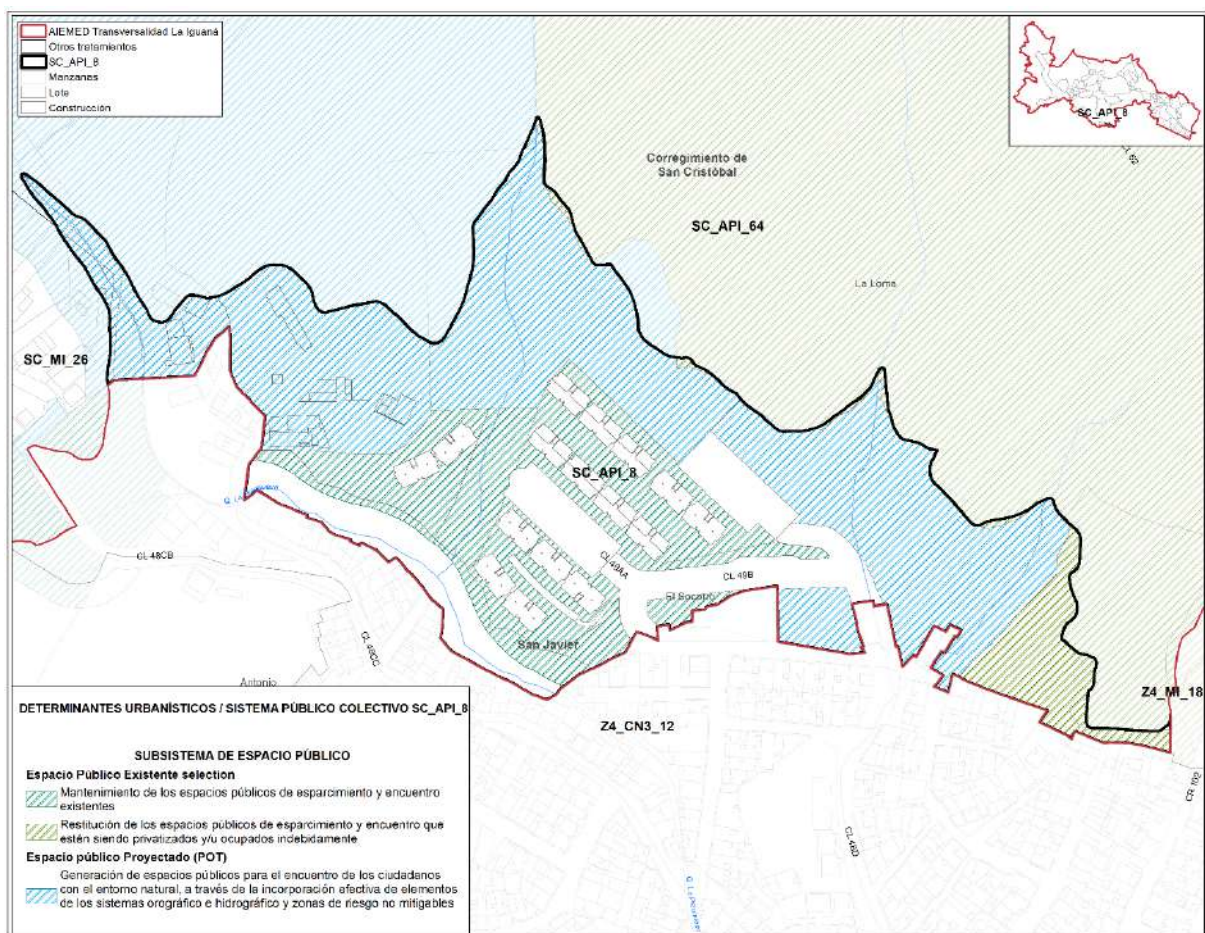 AIEMED Transversalidad La Iguaná
Otros tratamientos
SC_API_8
Manzanas
Lote
Construcción
SC_API_8
Corregimiento de
San Cristóbal
SC_API_64
La Loma
SC_MI_26
SC_API_8
CL 48CB
CL 49AA
CL 49B
El Socorro
CL 48CC
San Javier
Antonio
Z4_MI_18
Z4_CN3_12
CR 102
CL 48D
DETERMINANTES URBANÍSTICOS / SISTEMA PÚBLICO COLECTIVO SC_API_8
SUBSISTEMA DE ESPACIO PÚBLICO
Espacio Público Existente selection
Mantenimiento de los espacios públicos de esparcimiento y encuentro
existentes
Restitución de los espacios públicos de esparcimiento y encuentro que
estén siendo privatizados y/u ocupados indebidamente
Espacio público Proyectado (POT)
Generación de espacios públicos para el encuentro de los ciudadanos
con el entorno natural, a través de la incorporación efectiva de elementos
de los sistemas orográfico e hidrográfico y zonas de riesgo no mitigables